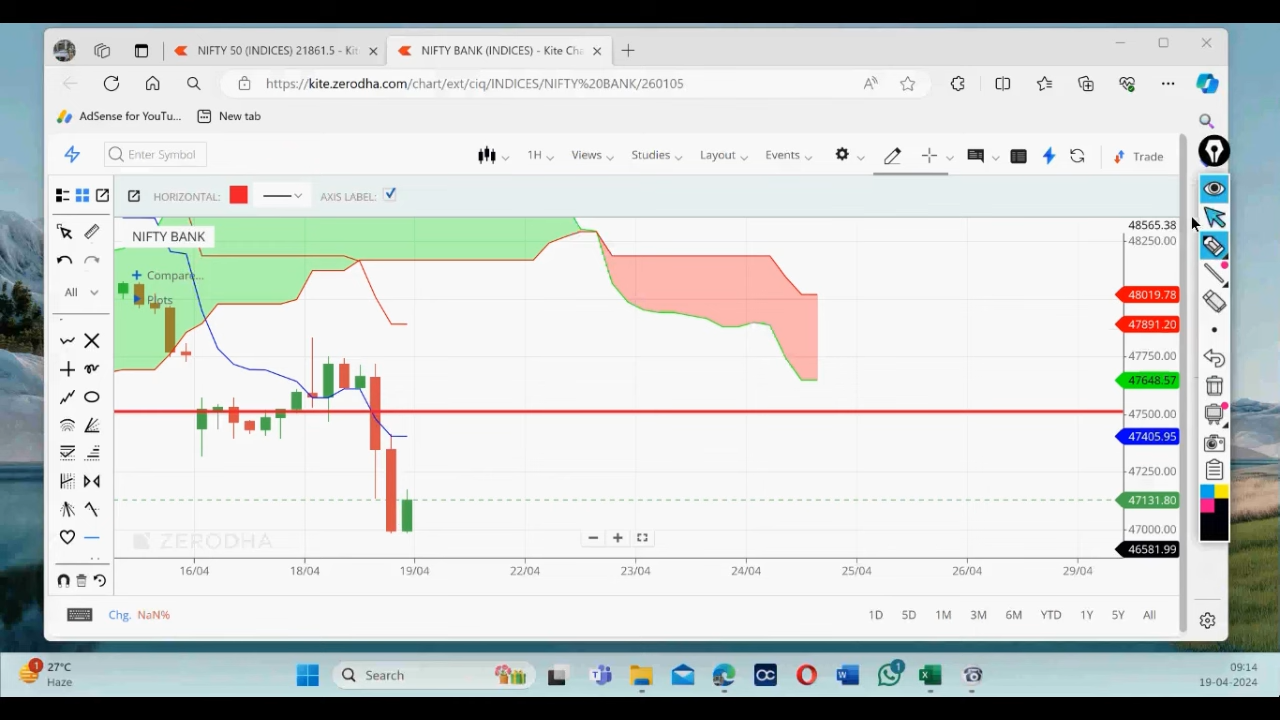 NIFTY 50 (INDICES) 21861.5 - Kit
NIFTY BANK (INDICES) - Kite Cha
https://kite.zerodha.com/chart/ext/ciq/INDICES/NIFTY%20BANK/260105
AdSense for YouTu...
New tab
Enter Symbol
1H
Views
Studies
Layout
Events
Trade
HORIZONTAL:
AXIS LABEL:
NIFTY BANK
Compare...
Plots
All
48565.38
48250.00
48019.78
47891.20
47750.00
47648.57
47500.00
47405.95
47250.00
47131.80
47000.00
46581.99
ZERODHA
16/04
18/04
19/04
22/04
23/04
24/04
25/04
26/04
29/04
Chg. NaN%
1D
5D
1M
3M
6M
YTD
1Y
5Y
All
1
27°C
Haze
Search
1
09:14
19-04-2024